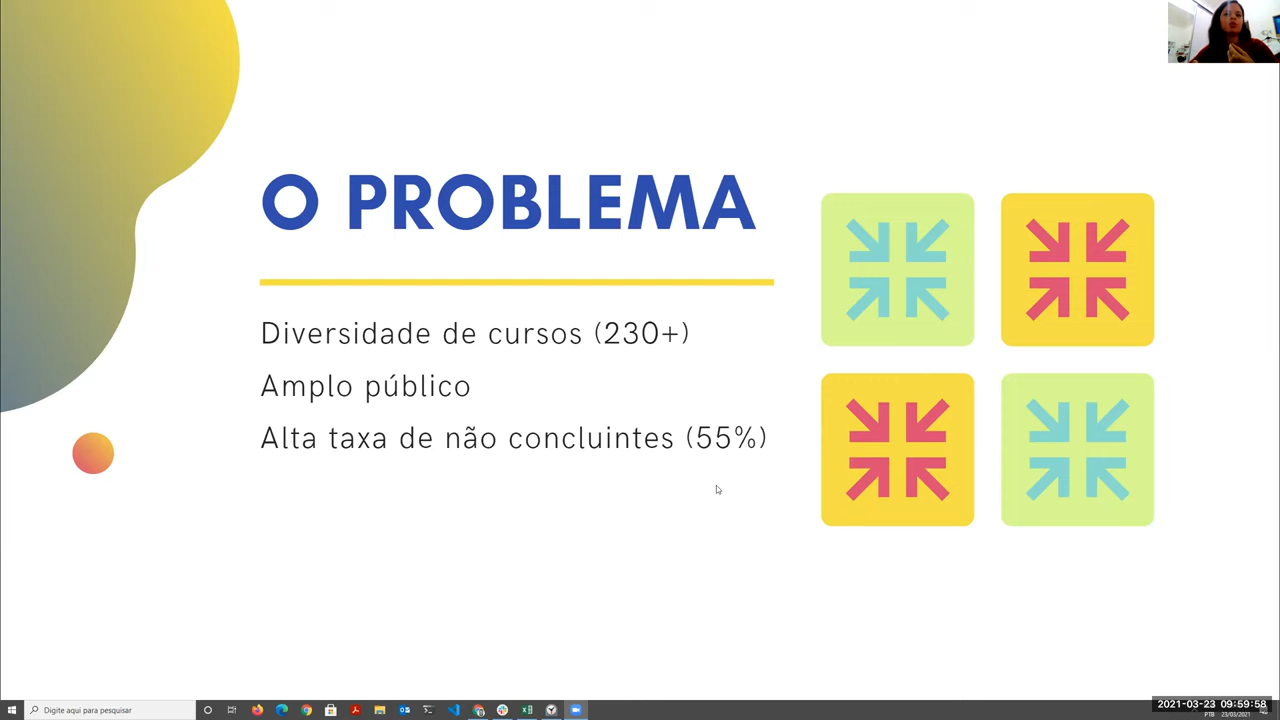 O PROBLEMA
Diversidade de cursos (230+)
Amplo público
Alta taxa de não concluintes (55%)
Digite aqui para pesquisar
2021-03-23 09:59:58
PTB 23/03/2021